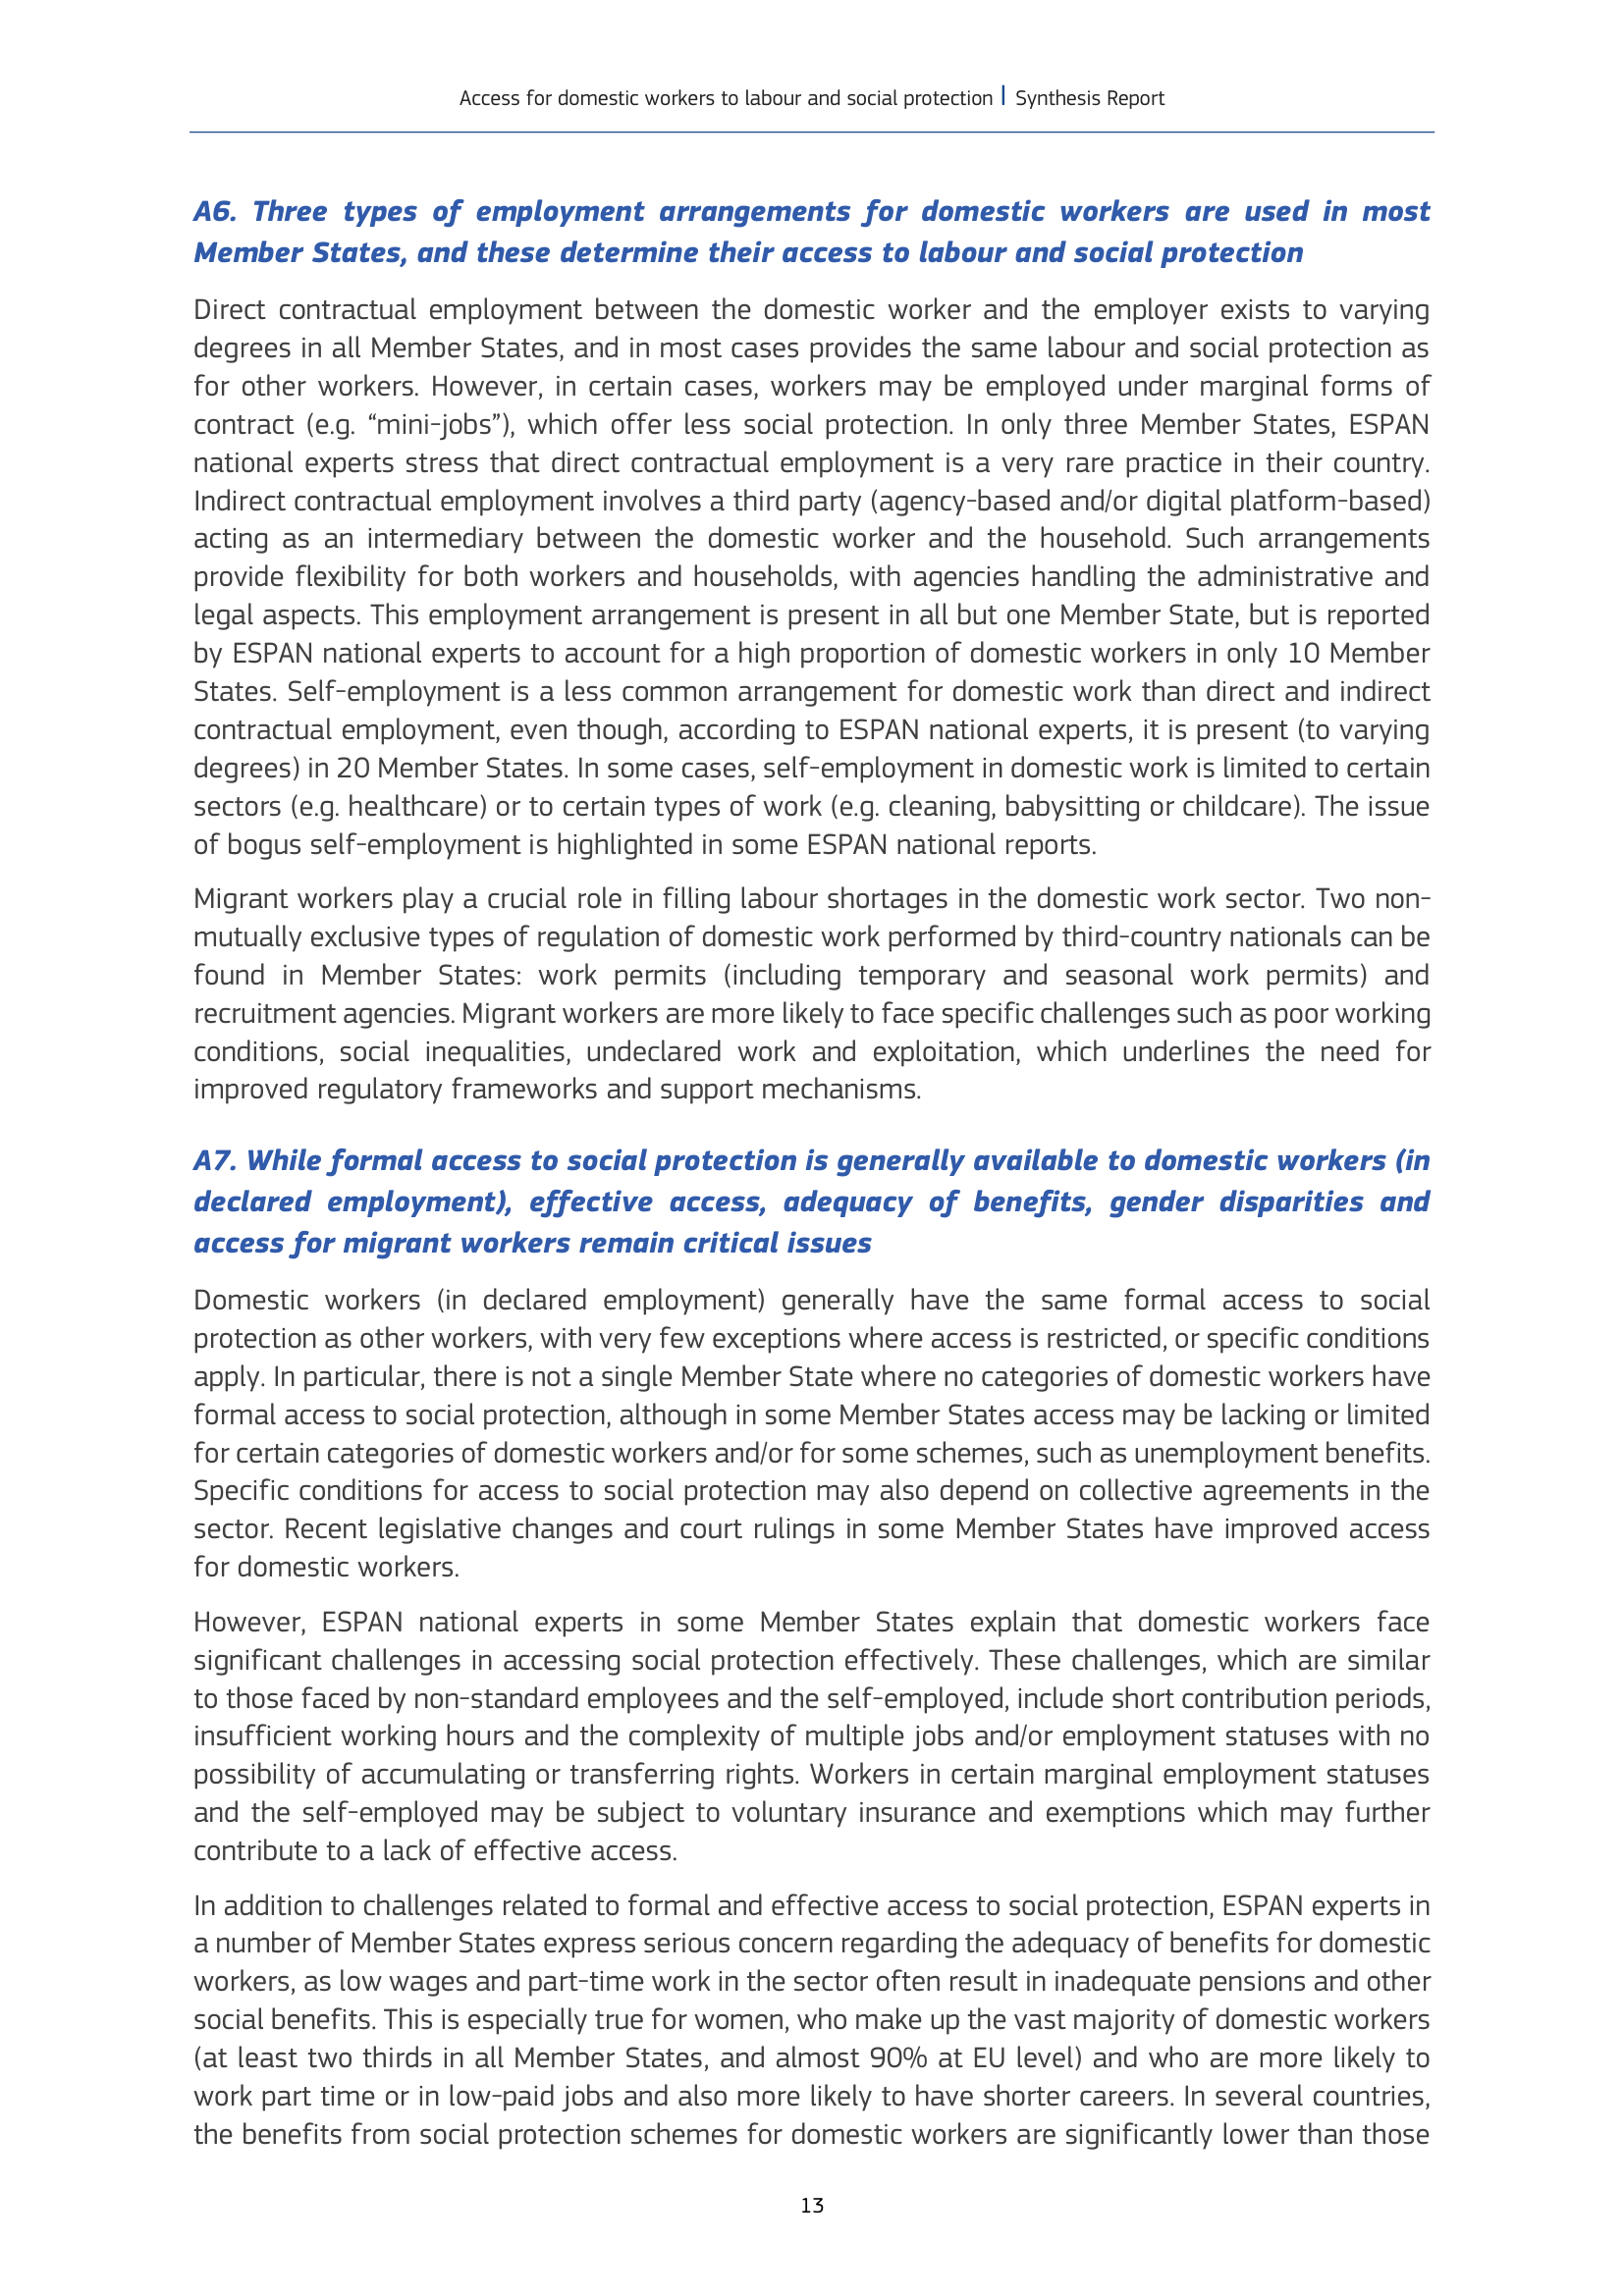 Access for domestic workers to labour and social protection | Synthesis Report
A6. Three types of employment arrangements for domestic workers are used in most
Member States, and these determine their access to labour and social protection
Direct contractual employment between the domestic worker and the employer exists to varying
degrees in all Member States, and in most cases provides the same labour and social protection as
for other workers. However, in certain cases, workers may be employed under marginal forms of
contract (e.g. “mini-jobs”), which offer less social protection. In only three Member States, ESPAN
national experts stress that direct contractual employment is a very rare practice in their country.
Indirect contractual employment involves a third party (agency-based and/or digital platform-based)
acting as an intermediary between the domestic worker and the household. Such arrangements
provide flexibility for both workers and households, with agencies handling the administrative and
legal aspects. This employment arrangement is present in all but one Member State, but is reported
by ESPAN national experts to account for a high proportion of domestic workers in only 10 Member
States. Self-employment is a less common arrangement for domestic work than direct and indirect
contractual employment, even though, according to ESPAN national experts, it is present (to varying
degrees) in 20 Member States. In some cases, self-employment in domestic work is limited to certain
sectors (e.g. healthcare) or to certain types of work (e.g. cleaning, babysitting or childcare). The issue
of bogus self-employment is highlighted in some ESPAN national reports.
Migrant workers play a crucial role in filling labour shortages in the domestic work sector. Two non-
mutually exclusive types of regulation of domestic work performed by third-country nationals can be
found in Member States: work permits (including temporary and seasonal work permits) and
recruitment agencies. Migrant workers are more likely to face specific challenges such as poor working
conditions, social inequalities, undeclared work and exploitation, which underlines the need for
improved regulatory frameworks and support mechanisms.
A7. While formal access to social protection is generally available to domestic workers (in
declared employment), effective access, adequacy of benefits, gender disparities and
access for migrant workers remain critical issues
Domestic workers (in declared employment) generally have the same formal access to social
protection as other workers, with very few exceptions where access is restricted, or specific conditions
apply. In particular, there is not a single Member State where no categories of domestic workers have
formal access to social protection, although in some Member States access may be lacking or limited
for certain categories of domestic workers and/or for some schemes, such as unemployment benefits.
Specific conditions for access to social protection may also depend on collective agreements in the
sector. Recent legislative changes and court rulings in some Member States have improved access
for domestic workers.
However, ESPAN national experts in some Member States explain that domestic workers face
significant challenges in accessing social protection effectively. These challenges, which are similar
to those faced by non-standard employees and the self-employed, include short contribution periods,
insufficient working hours and the complexity of multiple jobs and/or employment statuses with no
possibility of accumulating or transferring rights. Workers in certain marginal employment statuses
and the self-employed may be subject to voluntary insurance and exemptions which may further
contribute to a lack of effective access.
In addition to challenges related to formal and effective access to social protection, ESPAN experts in
a number of Member States express serious concern regarding the adequacy of benefits for domestic
workers, as low wages and part-time work in the sector often result in inadequate pensions and other
social benefits. This is especially true for women, who make up the vast majority of domestic workers
(at least two thirds in all Member States, and almost 90% at EU level) and who are more likely to
work part time or in low-paid jobs and also more likely to have shorter careers. In several countries,
the benefits from social protection schemes for domestic workers are significantly lower than those
13